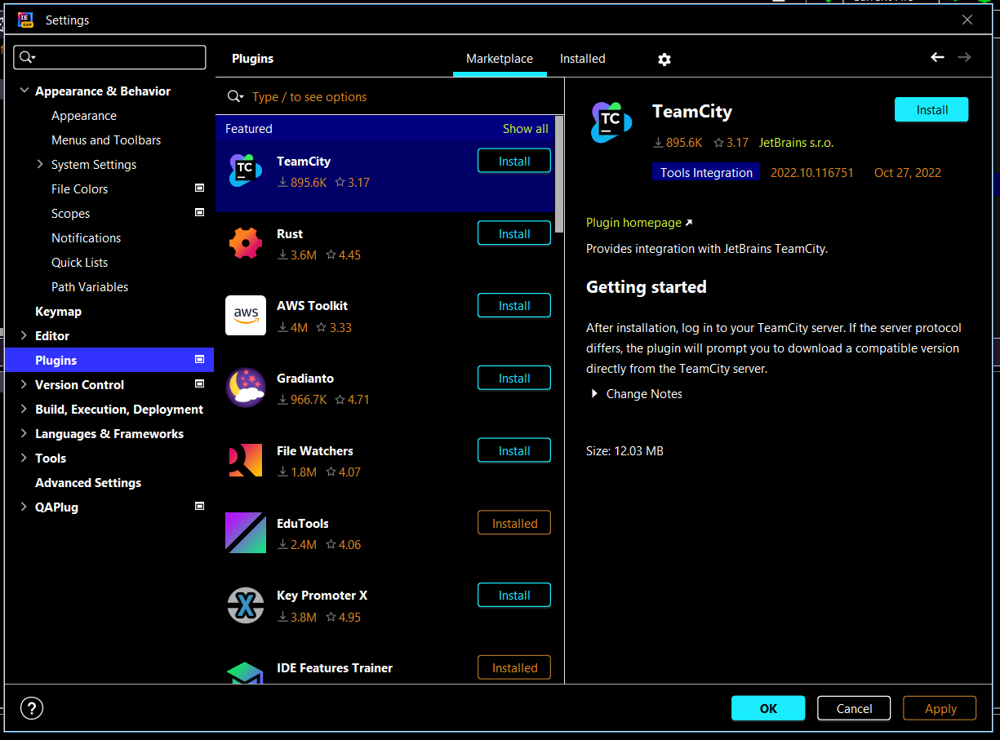 IE
EAP
Settings
Plugins
Marketplace
Installed
Appearance & Behavior
Appearance
Menus and Toolbars
System Settings
File Colors
Scopes
Notifications
Quick Lists
Path Variables
Keymap
Editor
Plugins
Version Control
Build, Execution, Deployment
Languages & Frameworks
Tools
Advanced Settings
QAPlug
Type / to see options
Featured Show all
TC
TeamCity Install
895.6K 3.17
Rust Install
3.6M 4.45
aws
AWS Toolkit Install
4M 3.33
Gradianto Install
966.7K 4.71
File Watchers Install
1.8M 4.07
EduTools Installed
2.4M 4.06
X
Key Promoter X Install
3.8M 4.95
IDE Features Trainer Installed
TC
TeamCity Install
895.6K 3.17 JetBrains s.r.o.
Tools Integration 2022.10.116751 Oct 27, 2022
Plugin homepage
Provides integration with JetBrains TeamCity.
Getting started
After installation, log in to your TeamCity server. If the server protocol
differs, the plugin will prompt you to download a compatible version
directly from the TeamCity server.
Change Notes
Size: 12.03 MB
?
OK
Cancel
Apply